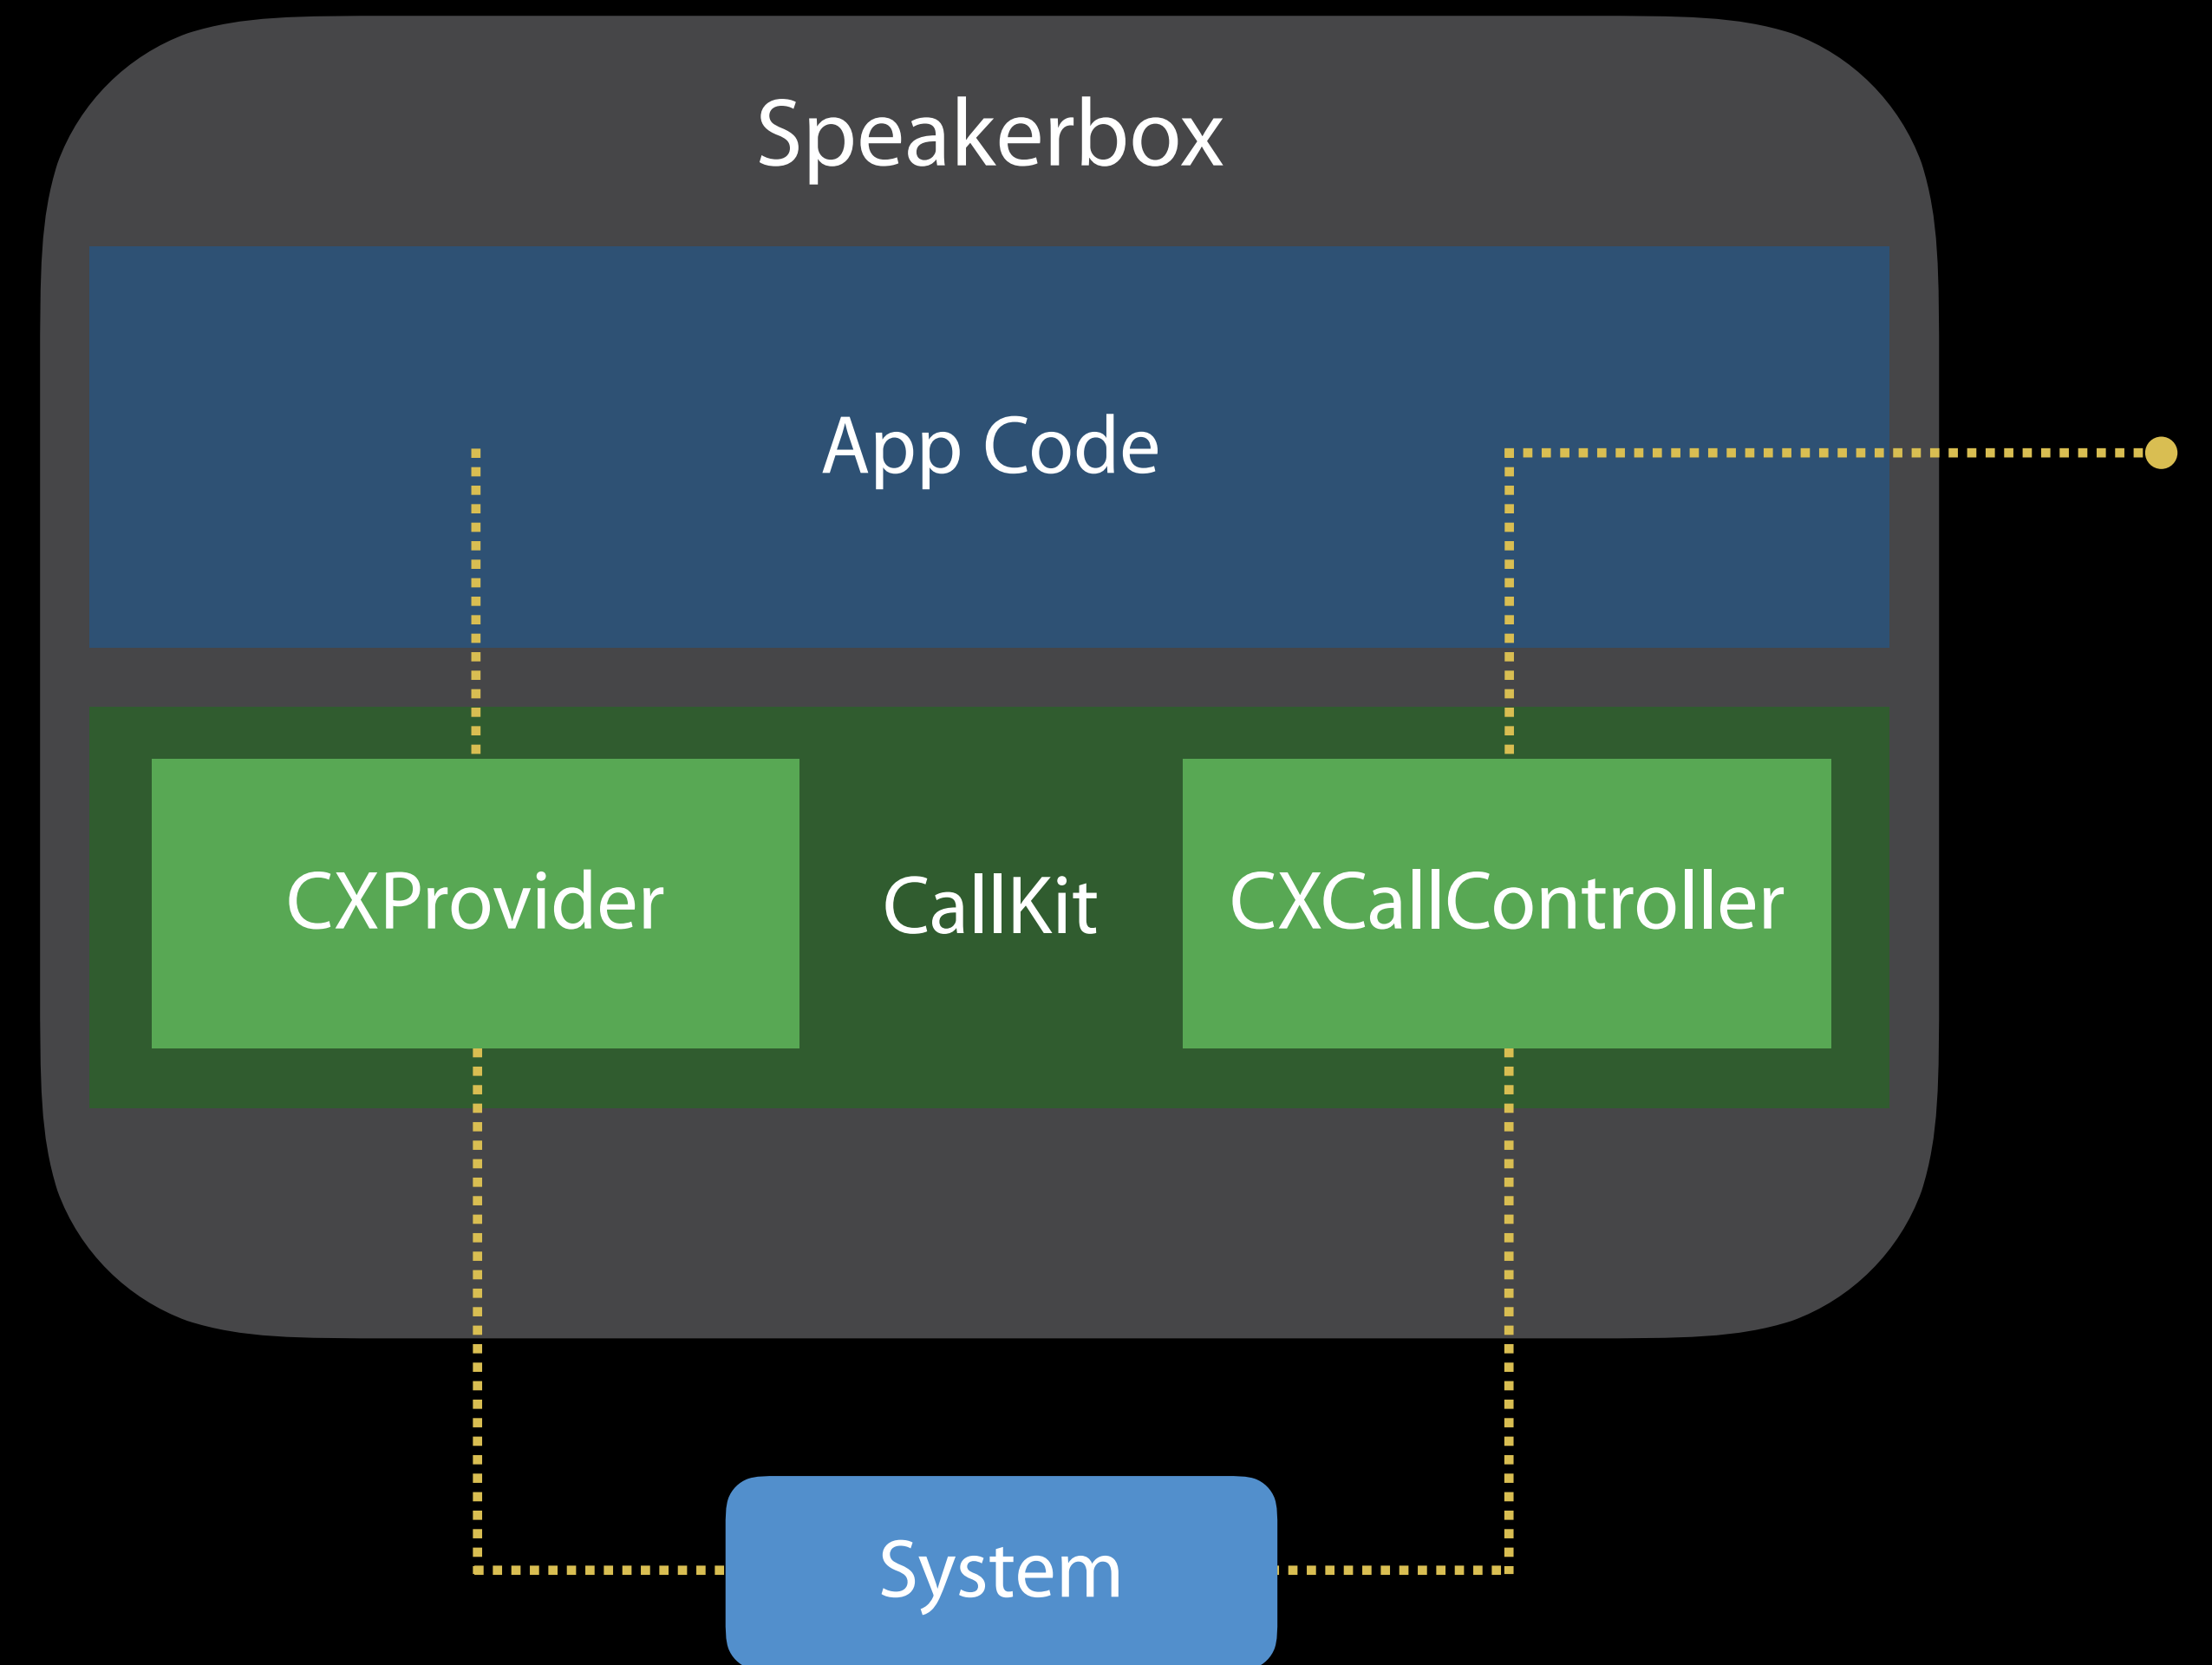 Speakerbox
App Code
CXProvider
CallKit
CXCallController
System